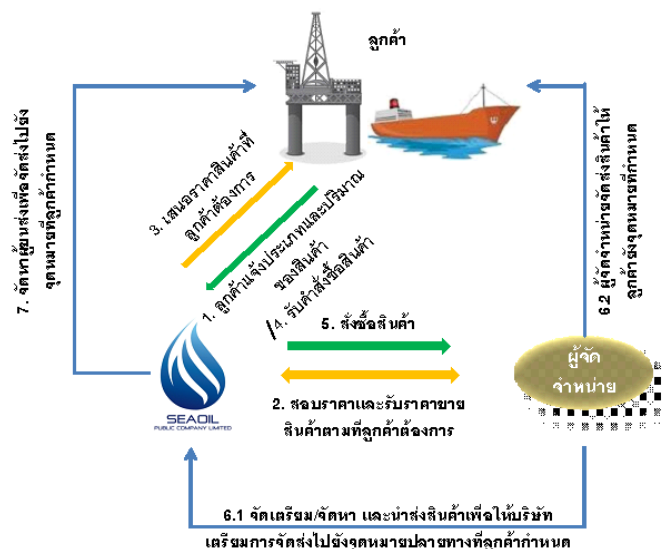 ลูกค้า
7. จัดหาผู้ขนส่งเพื่อจัดส่งไปยัง
จุดหมายที่ลูกค้ากำหนด
3. เสนอราคาสินค้าที่
ลูกค้าต้องการ
1. ลูกค้าแจ้งประเภทและปริมาณ
ของสินค้า
/4. รับคำสั่งซื้อสินค้า
6.2 ผู้จัดจำหน่ายจัดส่งสินค้าให้
ลูกค้ายังจุดหมายที่กำหนด
5. สั่งซื้อสินค้า
ผู้จัด
จำหน่าย
2. สอบราคาและรับราคาขาย
สินค้าตามที่ลูกค้าต้องการ
SEAOIL
PUBLIC COMPANY LIMITED
6.1 จัดเตรียม/จัดหา และนำส่งสินค้าเพื่อให้บริษัท
เตรียมการจัดส่งไปยังจุดหมายปลายทางที่ลูกค้ากำหนด